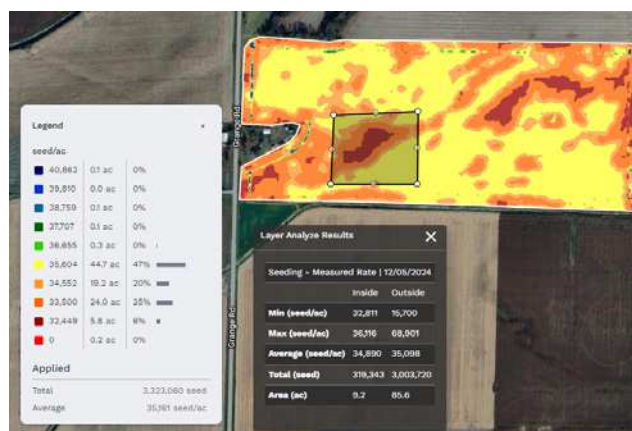 Grange Rd
Legend
seed/ac
40,863 0.1 ac 0%
39,810 0.0 ac 0%
38,759 0.1 ac 0%
37,707 0.1 ac 0%
36,655 0.3 ac 0%
35,604 44.7 ac 47%
34,552 19.2 ac 20%
33,500 24.0 ac 25%
32,449 5.8 ac 6%
0 0.2 ac 0%
Applied
Total 3,323,060 seed
Average 35,161 seed/ac
Grange Rd
Layer Analyze Results
Seeding - Measured Rate | 12/05/2024
Inside Outside
Min (seed/ac) 32,811 15,700
Max (seed/ac) 36,116 68,901
Average (seed/ac) 34,890 35,098
Total (seed) 319,343 3,003,720
Area (ac) 9.2 85.6